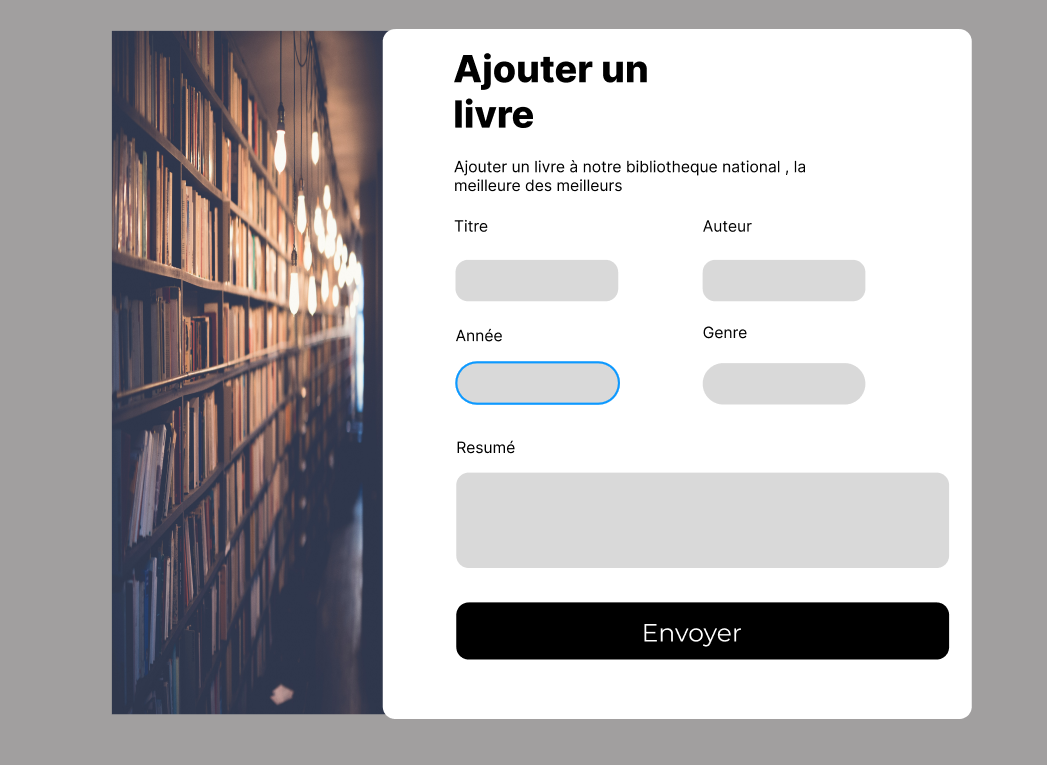 Ajouter un
livre
Ajouter un livre à notre bibliotheque national , la
meilleure des meilleurs
Titre
Auteur
Année
Genre
Resumé
Envoyer